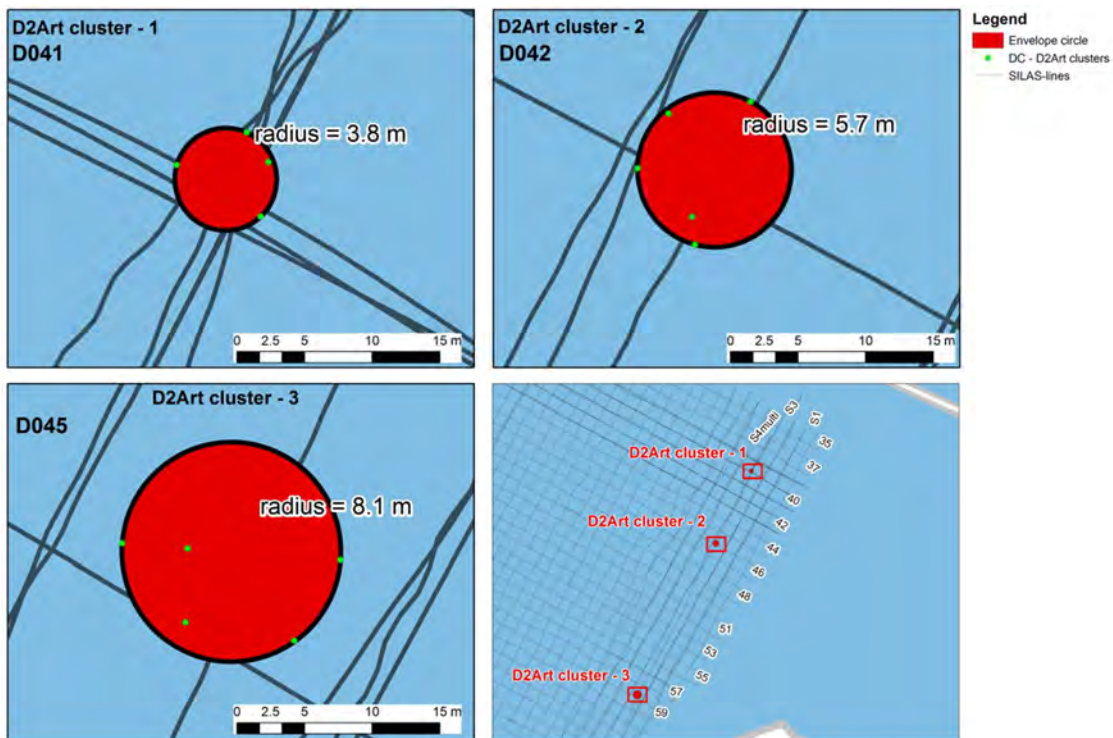 D2Art cluster - 1
D041
radius = 3.8 m
0 2.5 5 10 15 m
D2Art cluster - 2
D042
radius = 5.7 m
0 2.5 5 10 15 m
Legend
Envelope circle
DC - D2Art clusters
SILAS-lines
D2Art cluster - 3
D045
radius = 8.1 m
0 2.5 5 10 15 m
S4multi
S3
S1
35
37
40
42
44
46
48
51
53
55
57
59
D2Art cluster - 1
D2Art cluster - 2
D2Art cluster - 3